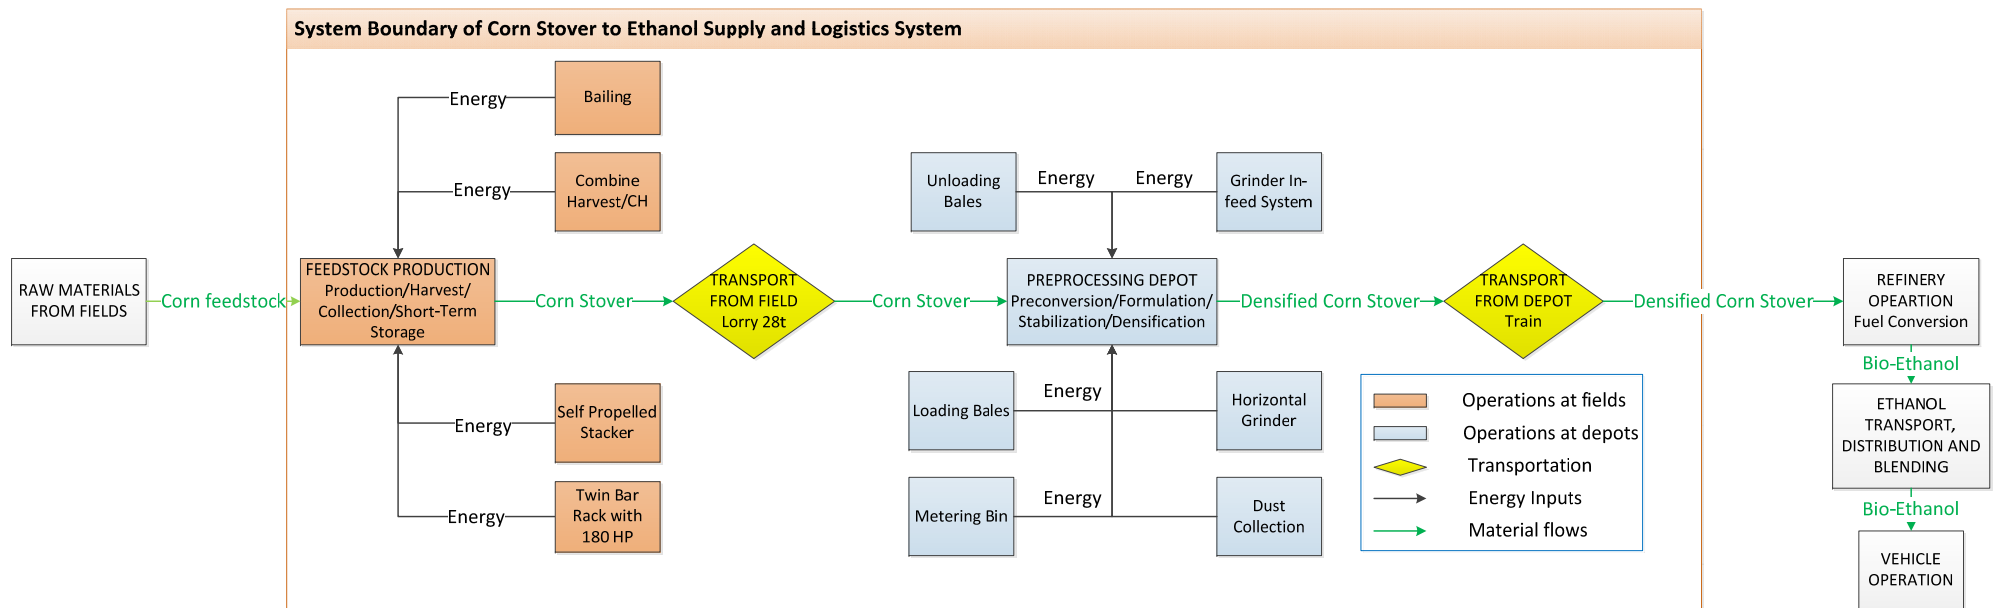 System Boundary of Corn Stover to Ethanol Supply and Logistics System
Energy
Bailing
Energy
Combine
Harvest/CH
Unloading
Bales
Energy
Energy
Grinder In-
feed System
RAW MATERIALS
FROM FIELDS
Corn feedstock
FEEDSTOCK PRODUCTION
Production/Harvest/
Collection/Short-Term
Storage
Corn Stover
TRANSPORT
FROM FIELD
Lorry 28t
Corn Stover
PREPROCESSING DEPOT
Preconversion/Formulation/
Stabilization/Densification
Densified Corn Stover
TRANSPORT
FROM DEPOT
Train
Densified Corn Stover
REFINERY
OPEARTION
Fuel Conversion
Bio-Ethanol
ETHANOL
TRANSPORT,
DISTRIBUTION AND
BLENDING
Bio-Ethanol
VEHICLE
OPERATION
Energy
Self Propelled
Stacker
Energy
Twin Bar
Rack with
180 HP
Loading Bales
Energy
Horizontal
Grinder
Metering Bin
Energy
Dust
Collection
Operations at fields
Operations at depots
Transportation
Energy Inputs
Material flows